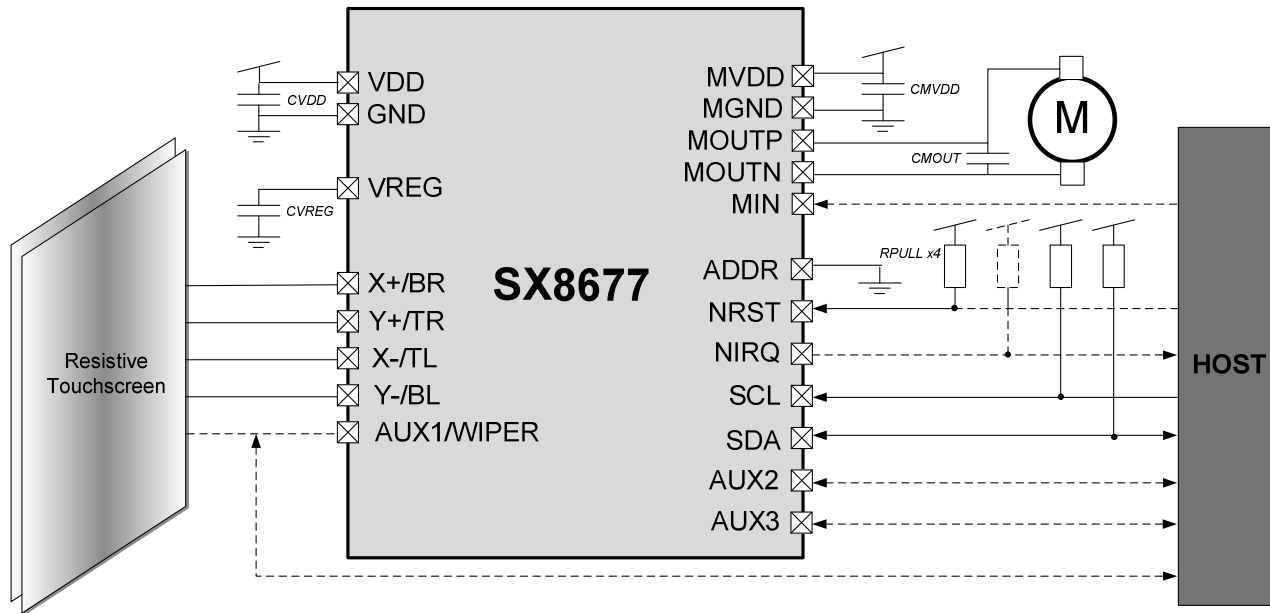 VDD
CVDD
GND
VREG
CVREG
X+/BR
Y+/TR
X-/TL
Y-/BL
AUX1/WIPER
Resistive
Touchscreen
SX8677
MVDD
MGND
MOUTP
MOUTN
MIN
ADDR
NRST
NIRQ
SCL
SDA
AUX2
AUX3
CMVDD
CMOUT
M
RPULL x4
HOST